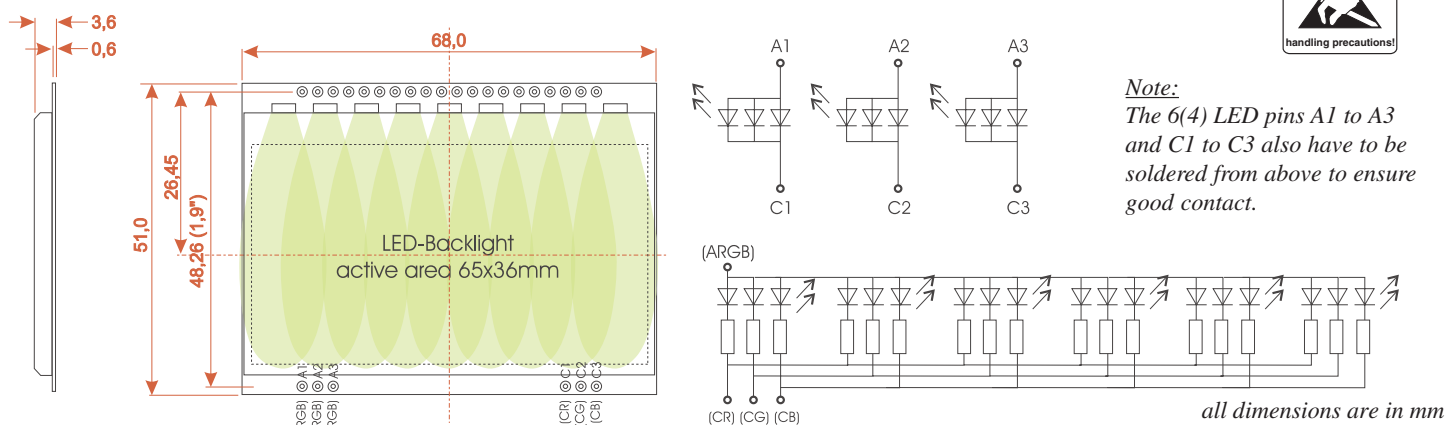 3,6
0,6
68,0
51,0
26,45
48,26 (1,9")
LED-Backlight
active area 65x36mm
A1
A2
A3
C1
C2
C3
(CR)
(CG)
(CB)
A1
A2
A3
C1
C2
C3
handling precautions!
Note:
The 6(4) LED pins A1 to A3
and C1 to C3 also have to be
soldered from above to ensure
good contact.
(ARGB)
(CR) (CG) (CB)
all dimensions are in mm